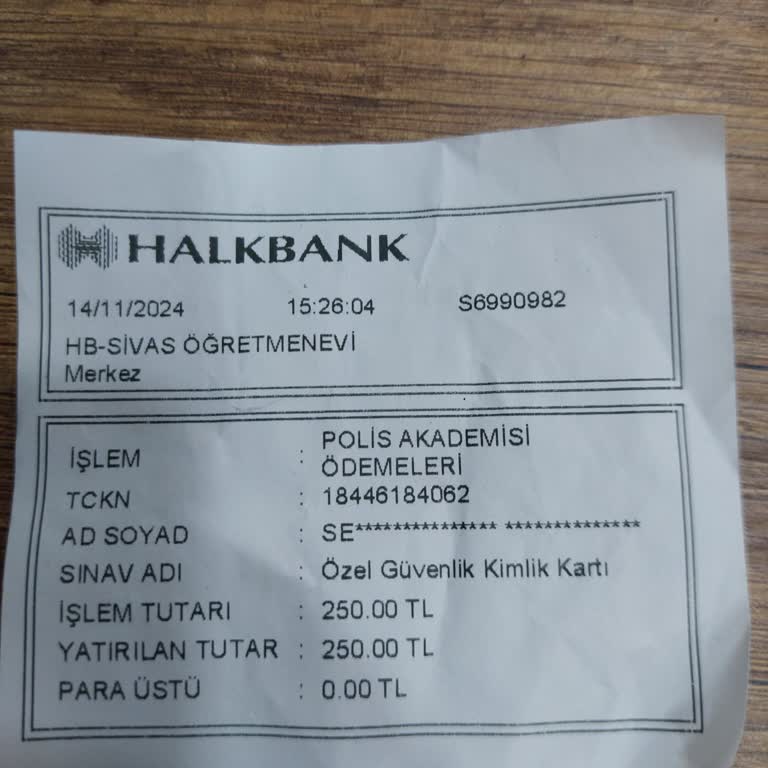 HALKBANK
14/11/2024 15:26:04 S6990982
HB-SİVAS ÖĞRETMENEVİ
Merkez
İŞLEM : POLİS AKADEMİSİ
ÖDEMELERİ
TCKN : 18446184062
AD SOYAD : SE*************** **************
SINAV ADI : Özel Güvenlik Kimlik Kartı
İŞLEM TUTARI : 250.00 TL
YATIRILAN TUTAR : 250.00 TL
PARA ÜSTÜ : 0.00 TL